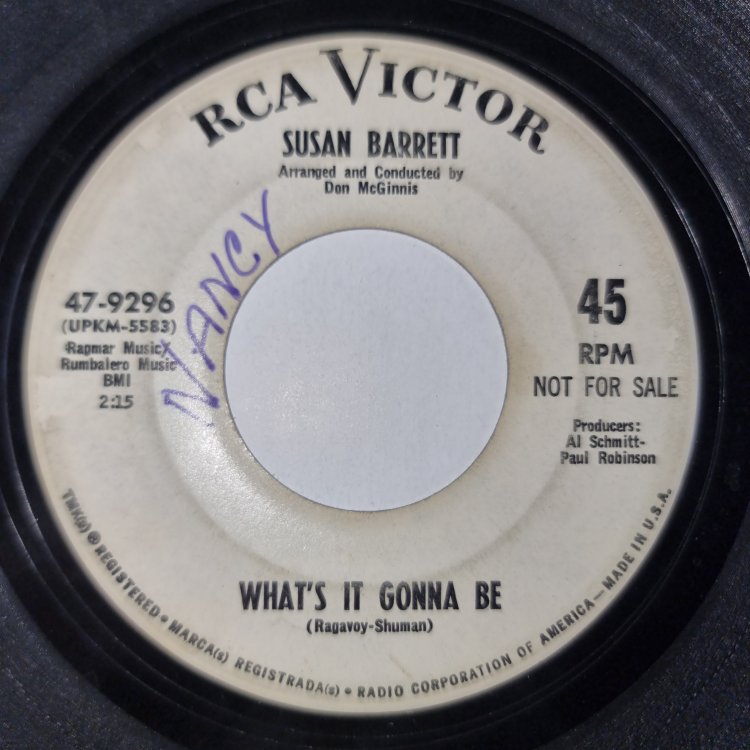 RCA VICTOR
SUSAN BARRETT
Arranged and Conducted by
Don McGinnis
NANCY
47-9296
(UPKM-5583)
Rapmar Music/
Rumbalero Music
BMI
2:15
45
RPM
NOT FOR SALE
Producers:
Al Schmitt-
Paul Robinson
WHAT'S IT GONNA BE
(Ragavoy-Shuman)
TMK(s) ® REGISTERED • MARCA(s) REGISTRADA(s) • RADIO CORPORATION OF AMERICA—MADE IN U.S.A.